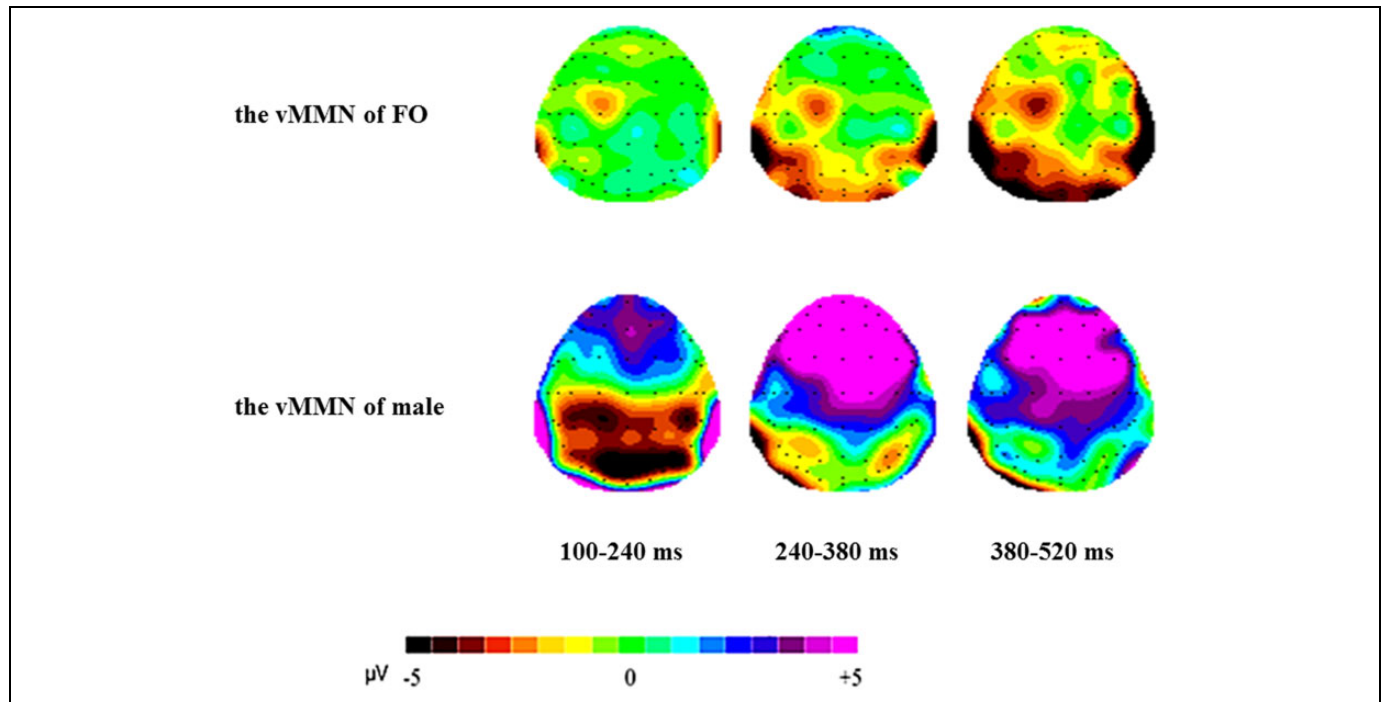 the vMMN of FO
the vMMN of male
100-240 ms 240-380 ms 380-520 ms
μV -5 0 +5